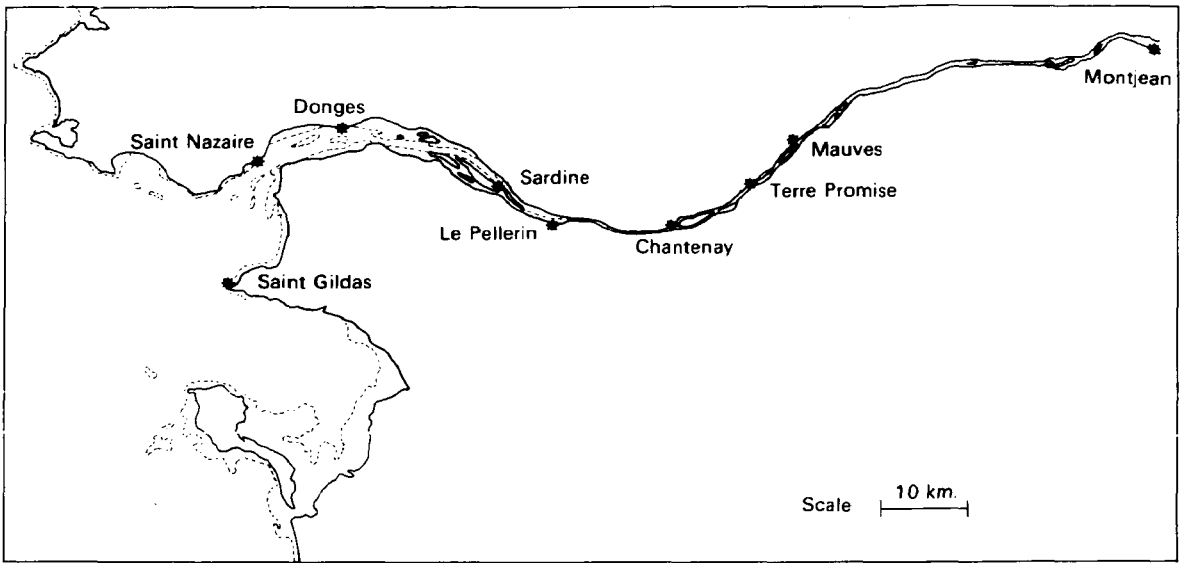 Montjean
Donges
Saint Nazaire
Mauves
Sardine
Terre Promise
Le Pellerin
Chantenay
Saint Gildas
Scale 10 km.